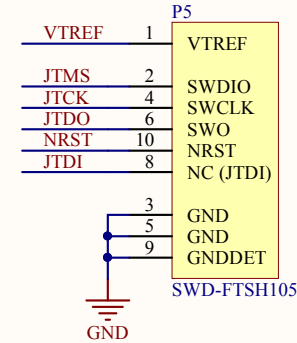 P5
VTREF 1 VTREF
JTMS 2 SWDIO
JTCK 4 SWCLK
JTDO 6 SWO
NRST 10 NRST
JTDI 8 NC (JTDI)
3 GND
5 GND
9 GNDDET
SWD-FTSH105
GND